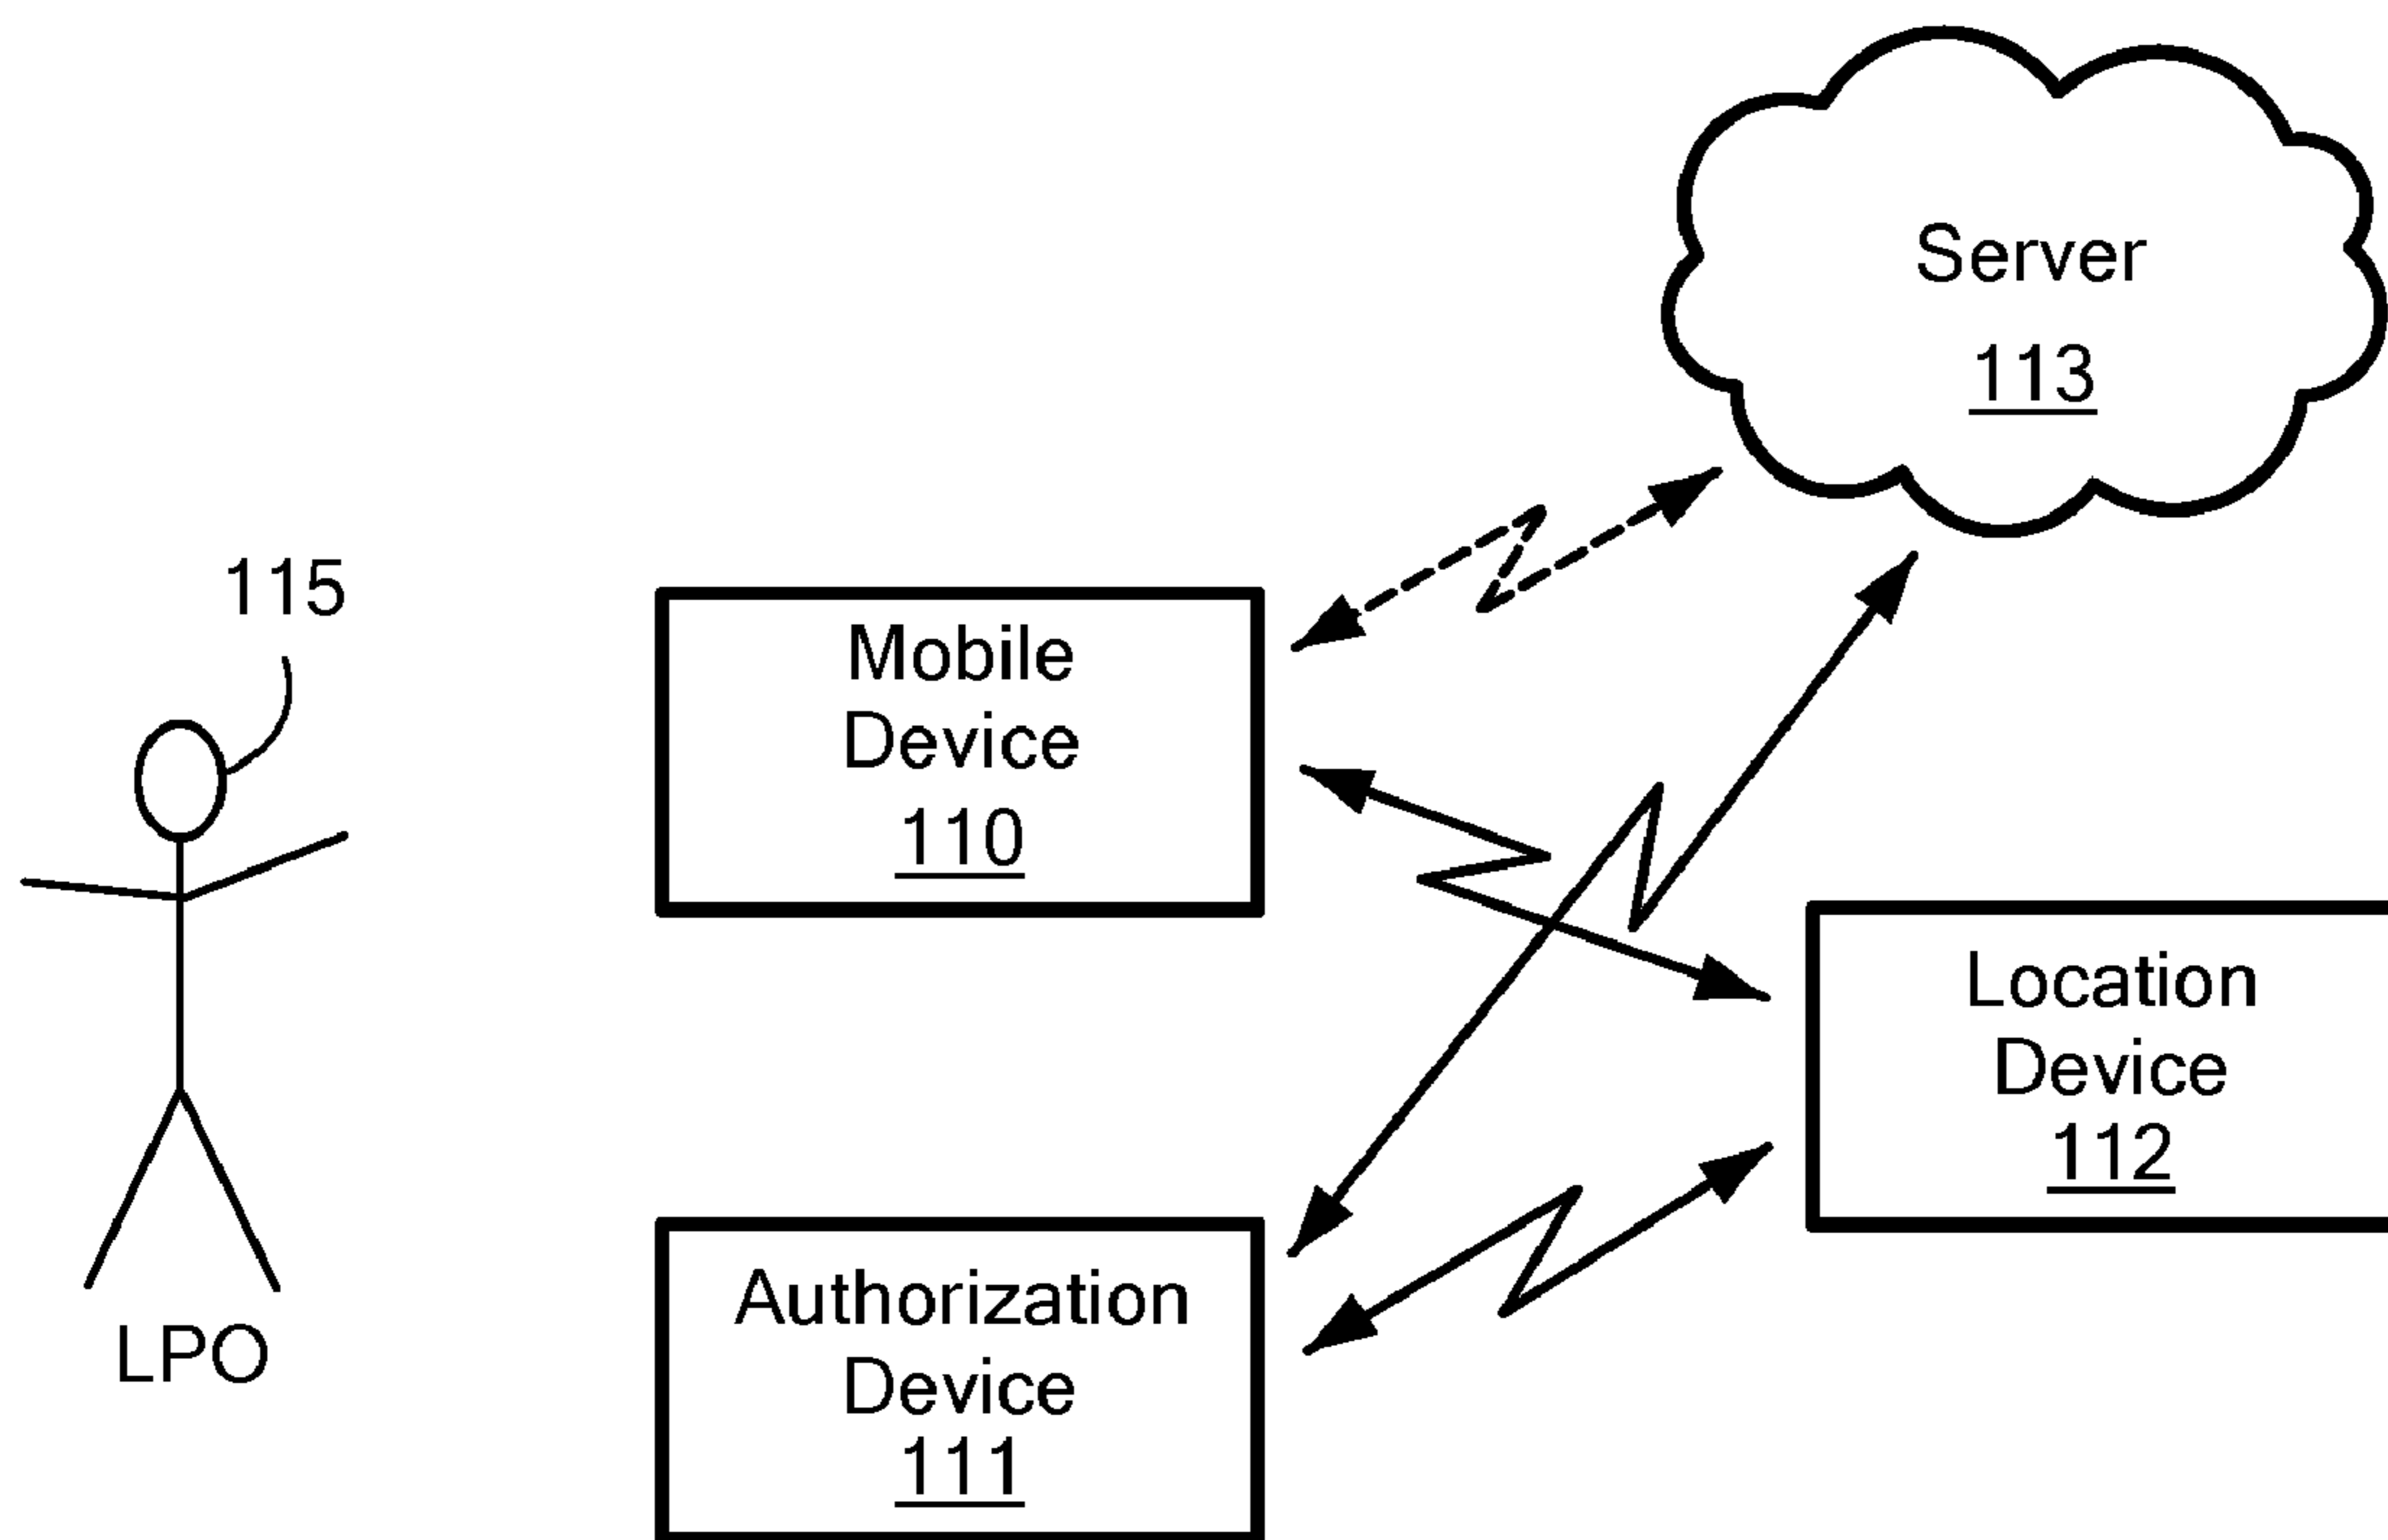 Server
113
115
Mobile
Device
110
Location
Device
112
Authorization
Device
111
LPO